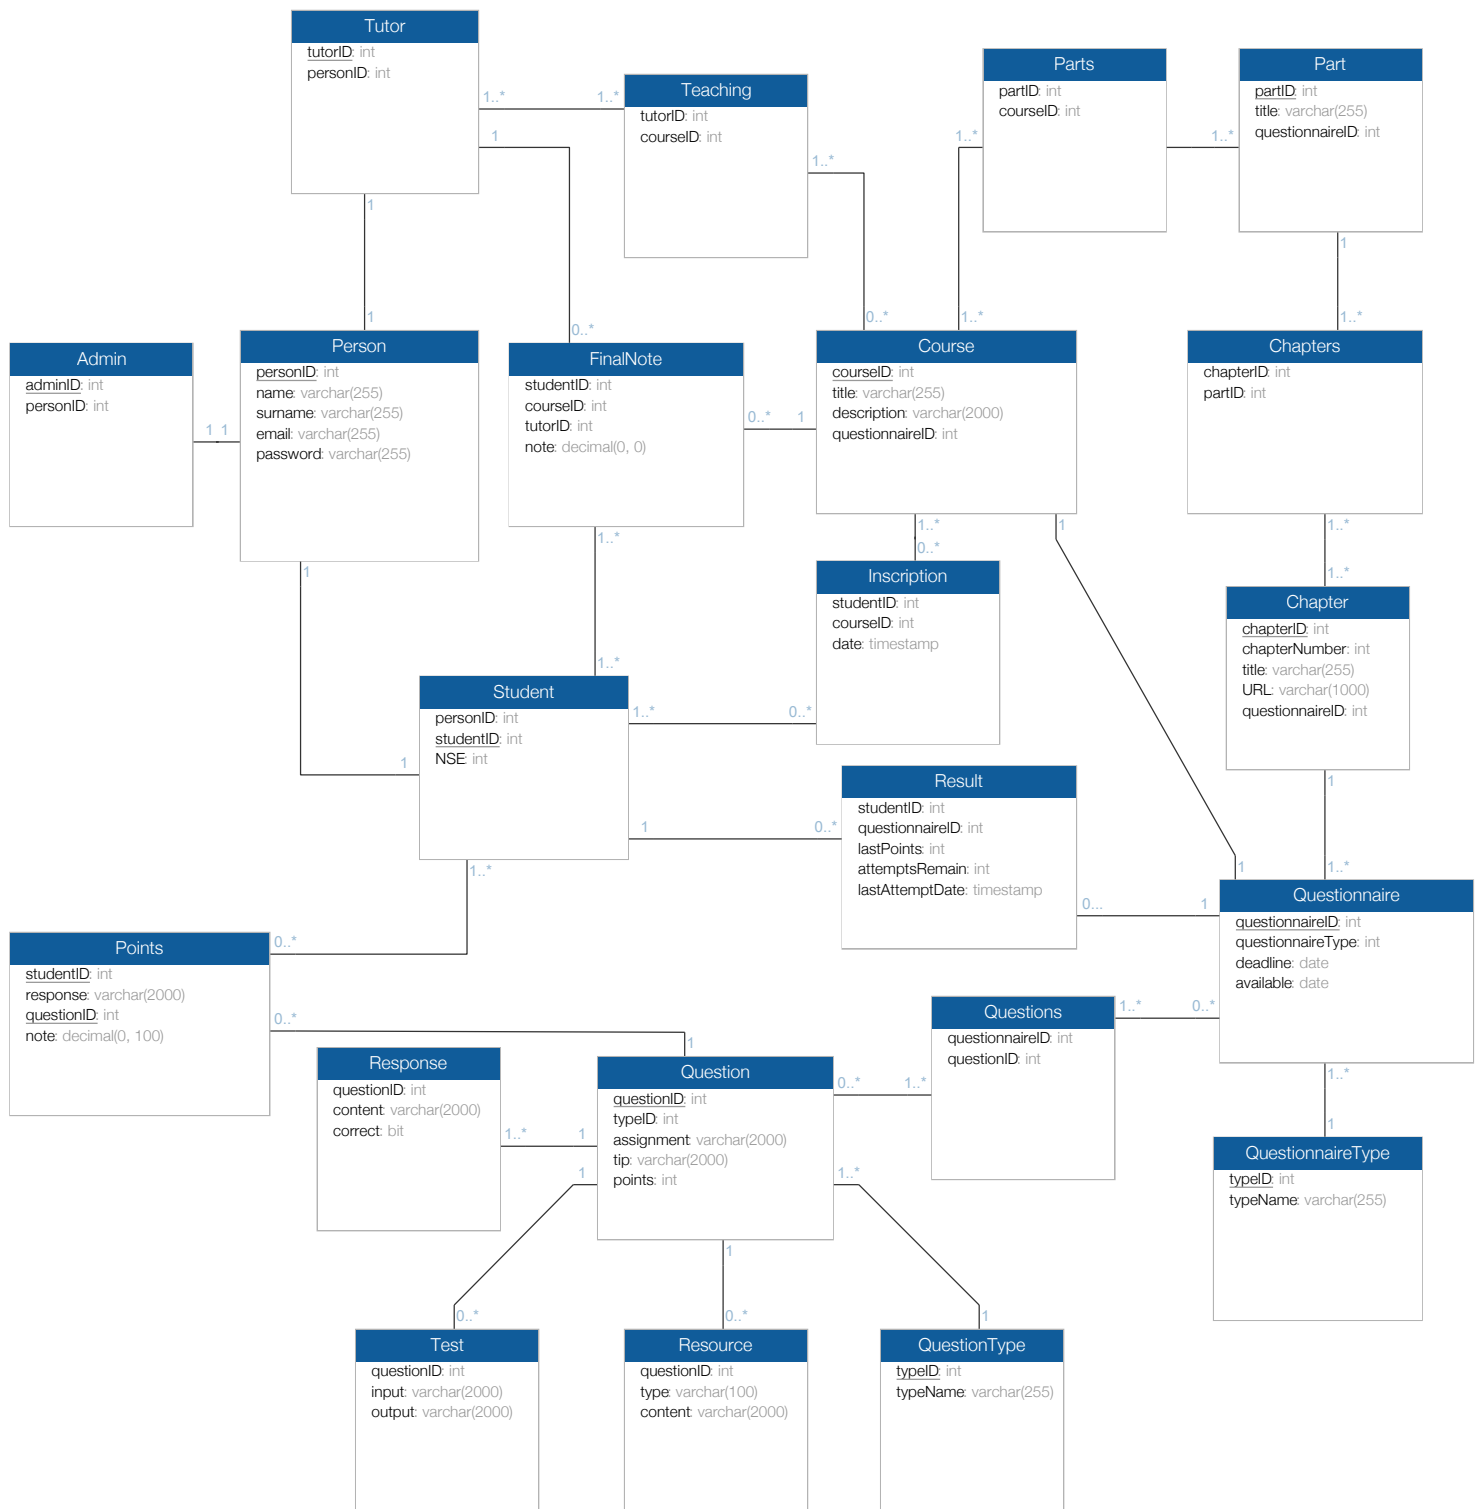 Tutor
tutorID: int
personID: int
1..*
1..*
1
1
Teaching
tutorID: int
courseID: int
1..*
Parts
partID: int
courseID: int
1..*
1..*
Part
partID: int
title: varchar(255)
questionnaireID: int
1
1
0..*
0..*
1..*
1..*
Admin
adminID: int
personID: int
1 1
Person
personID: int
name: varchar(255)
surname: varchar(255)
email: varchar(255)
password: varchar(255)
1
FinalNote
studentID: int
courseID: int
tutorID: int
note: decimal(0, 0)
0..*
1
1..*
Course
courseID: int
title: varchar(255)
description: varchar(2000)
questionnaireID: int
1..*
1
0..*
Chapters
chapterID: int
partID: int
1..*
1..*
Inscription
studentID: int
courseID: int
date: timestamp
Chapter
chapterID: int
chapterNumber: int
title: varchar(255)
URL: varchar(1000)
questionnaireID: int
1
1..*
Student
personID: int
studentID: int
NSE: int
1..*
0..*
1
1
0..*
1..*
Result
studentID: int
questionnaireID: int
lastPoints: int
attemptsRemain: int
lastAttemptDate: timestamp
0...
1
1
1..*
Questionnaire
questionnaireID: int
questionnaireType: int
deadline: date
available: date
1..*
0..*
1..*
Points
studentID: int
response: varchar(2000)
questionID: int
note: decimal(0, 100)
0..*
0..*
1
Response
questionID: int
content: varchar(2000)
correct: bit
1..*
1
Question
questionID: int
typeID: int
assignment: varchar(2000)
tip: varchar(2000)
points: int
0..*
1..*
1
1..*
1
Questions
questionnaireID: int
questionID: int
1
QuestionnaireType
typeID: int
typeName: varchar(255)
0..*
0..*
1
Test
questionID: int
input: varchar(2000)
output: varchar(2000)
Resource
questionID: int
type: varchar(100)
content: varchar(2000)
QuestionType
typeID: int
typeName: varchar(255)